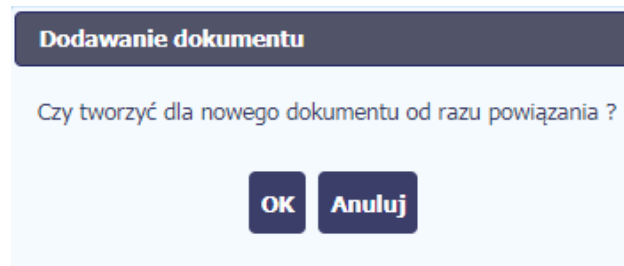 Dodawanie dokumentu
Czy tworzyć dla nowego dokumentu od razu powiązania ?
OK Anuluj